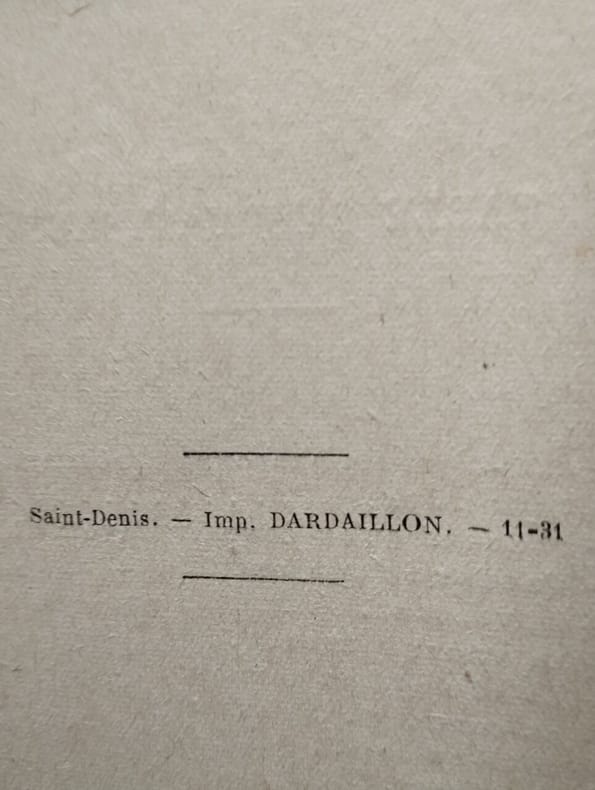 Saint-Denis. — Imp. DARDAILLON. — 11-31